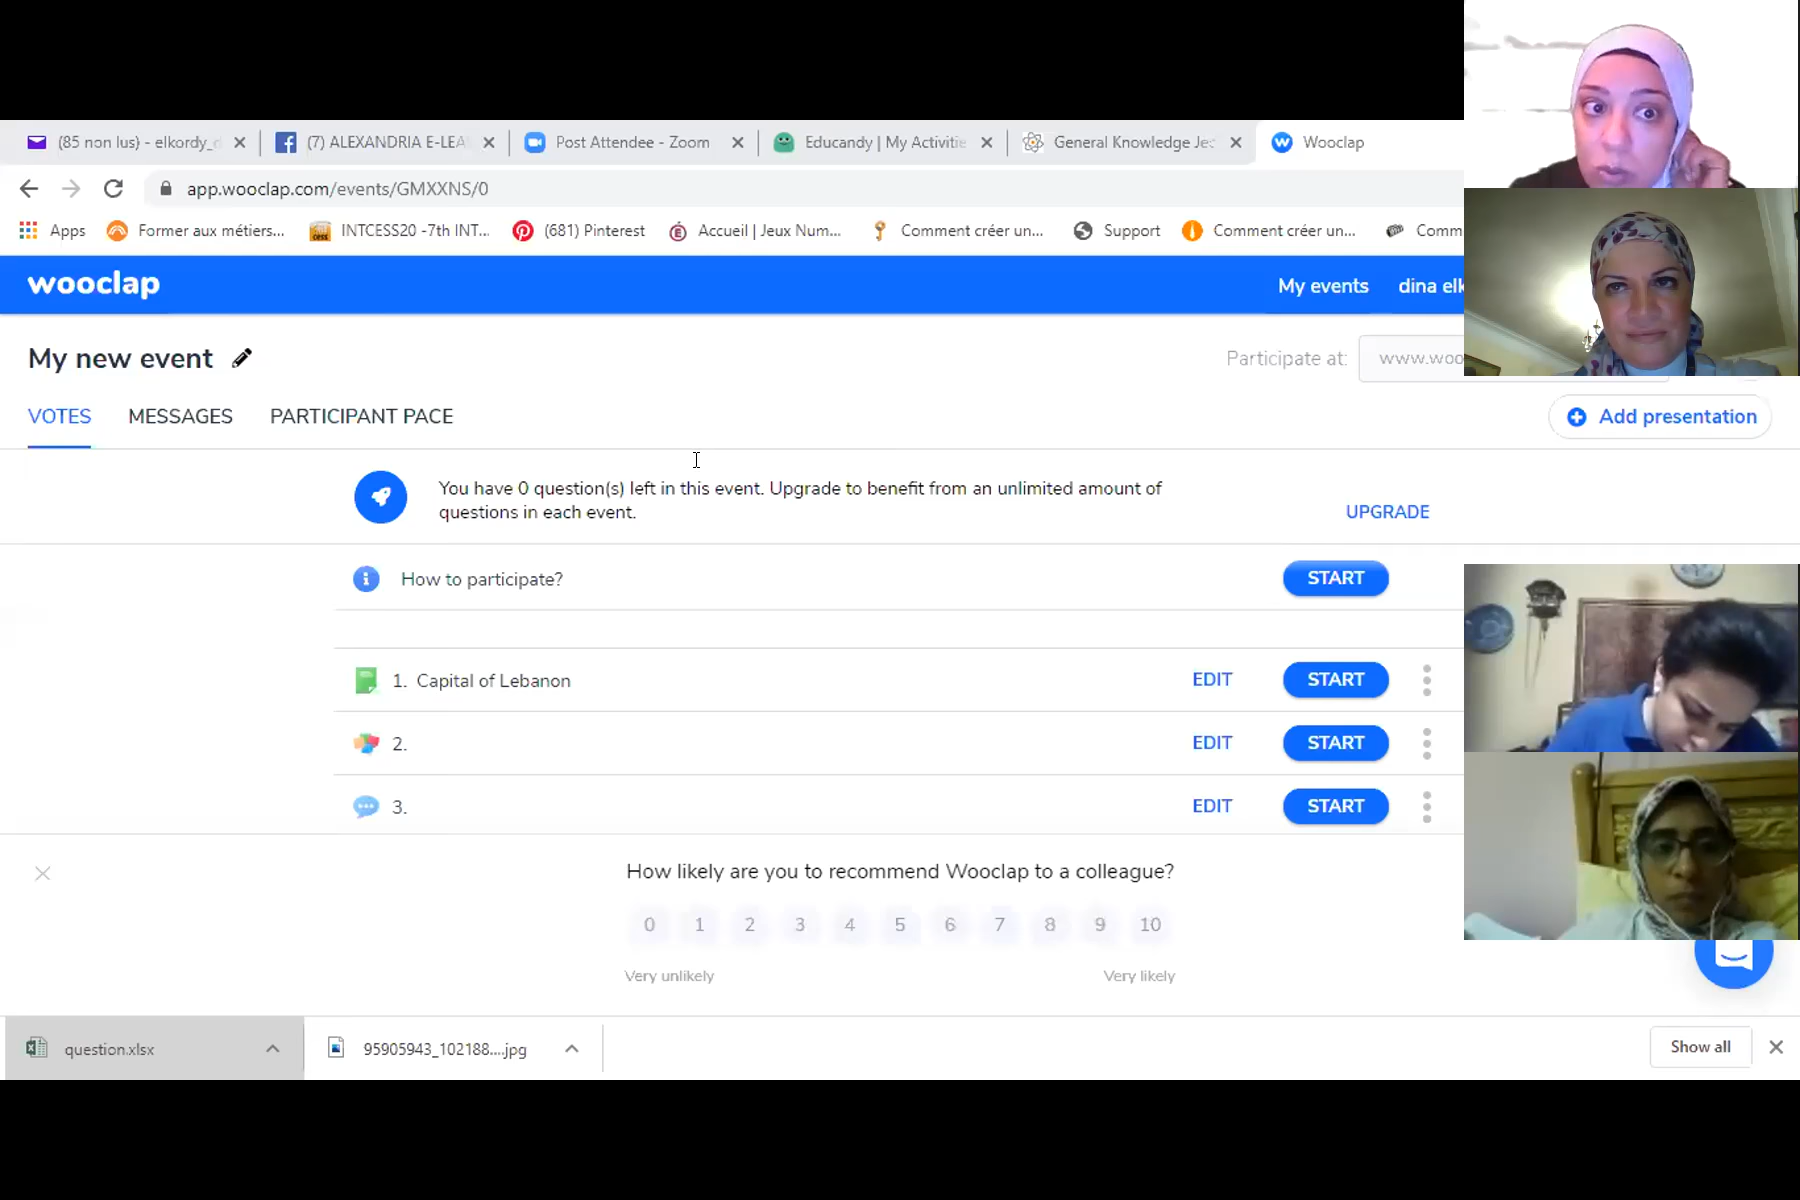 (85 non lus) - elkordy_d
(7) ALEXANDRIA E-LEA
Post Attendee - Zoom
Educandy | My Activitie
General Knowledge Je
Wooclap
app.wooclap.com/events/GMXXNS/0
Apps
Former aux métiers...
INTCESS20 -7th INT...
(681) Pinterest
Accueil | Jeux Num...
Comment créer un...
Support
Comment créer un...
Comm
wooclap
My events
dina elk
My new event
Participate at:
www.woo
VOTES
MESSAGES
PARTICIPANT PACE
Add presentation
You have 0 question(s) left in this event. Upgrade to benefit from an unlimited amount of
questions in each event.
UPGRADE
How to participate?
START
1. Capital of Lebanon
EDIT
START
2.
EDIT
START
3.
EDIT
START
How likely are you to recommend Wooclap to a colleague?
0 1 2 3 4 5 6 7 8 9 10
Very unlikely
Very likely
question.xlsx
95905943_102188....jpg
Show all